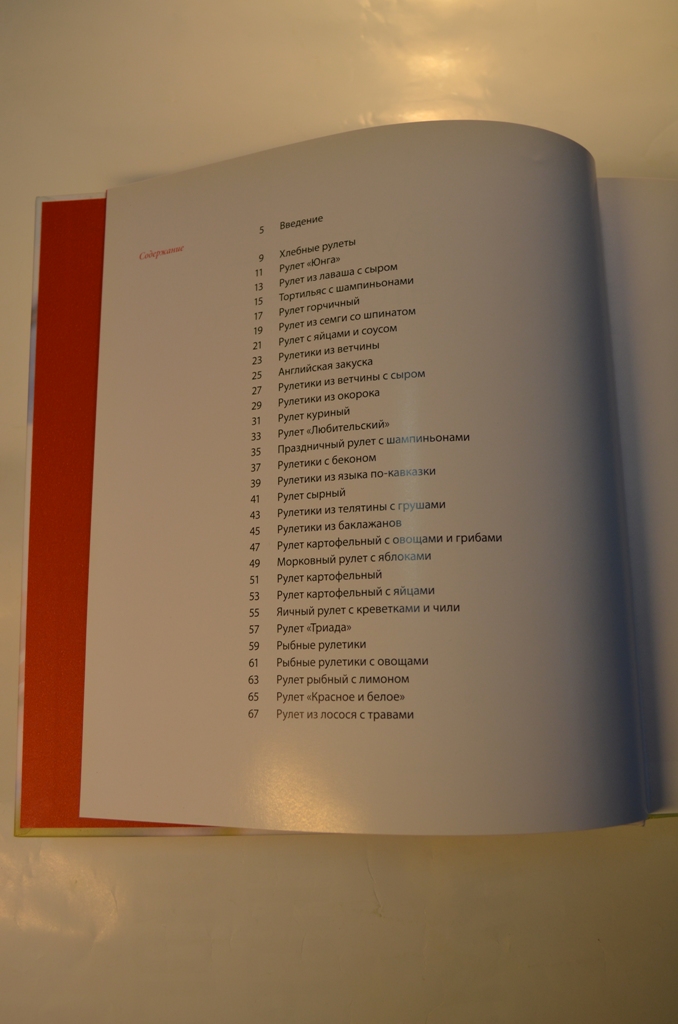 Содержание
5 Введение
9 Хлебные рулеты
11 Рулет «Юнга»
13 Рулет из лаваша с сыром
15 Тортильяс с шампиньонами
17 Рулет горчичный
19 Рулет из семги со шпинатом
21 Рулет с яйцами и соусом
23 Рулетики из ветчины
25 Английская закуска
27 Рулетики из ветчины с сыром
29 Рулетики из окорока
31 Рулет куриный
33 Рулет «Любительский»
35 Праздничный рулет с шампиньонами
37 Рулетики с беконом
39 Рулетики из языка по-кавказки
41 Рулет сырный
43 Рулетики из телятины с грушами
45 Рулетики из баклажанов
47 Рулет картофельный с овощами и грибами
49 Морковный рулет с яблоками
51 Рулет картофельный
53 Рулет картофельный с яйцами
55 Яичный рулет с креветками и чили
57 Рулет «Триада»
59 Рыбные рулетики
61 Рыбные рулетики с овощами
63 Рулет рыбный с лимоном
65 Рулет «Красное и белое»
67 Рулет из лосося с травами